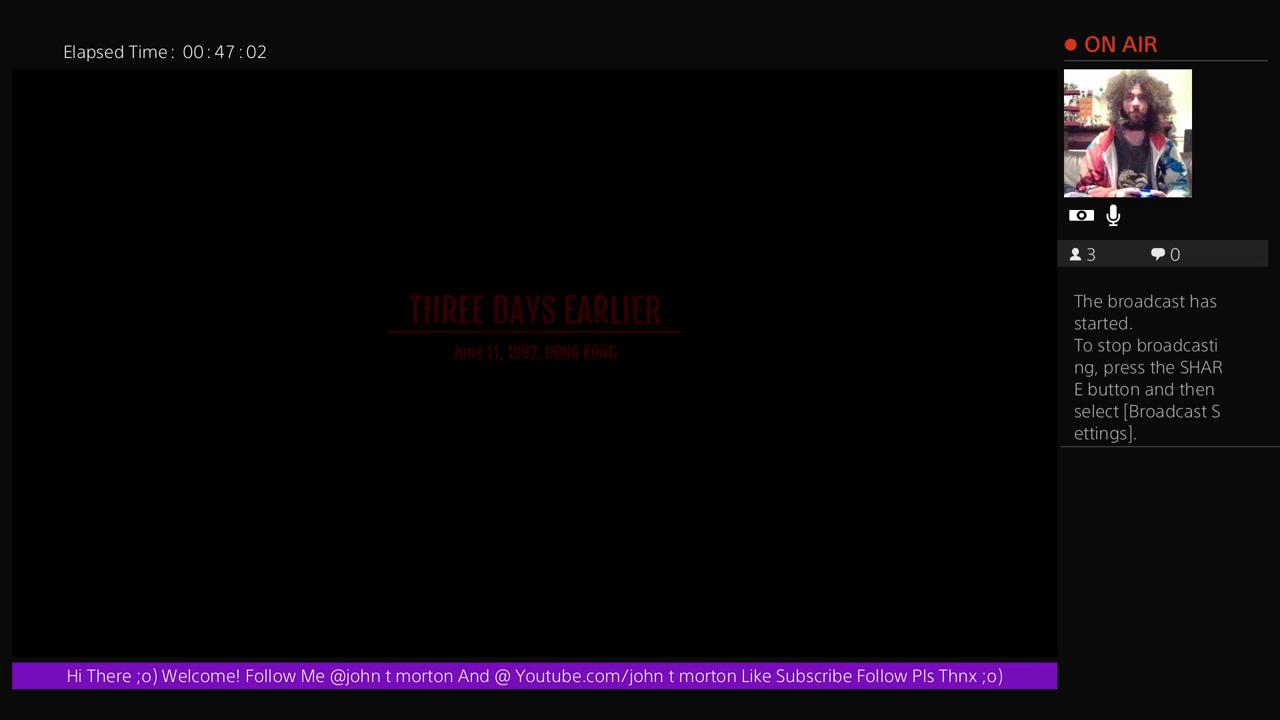 Elapsed Time: 00:47:02
ON AIR
3
0
The broadcast has
started.
To stop broadcasti
ng, press the SHAR
E button and then
select [Broadcast S
ettings].
THREE DAYS EARLIER
June 11, 1992. HONG KONG
Hi There ;o) Welcome! Follow Me @john t morton And @ Youtube.com/john t morton Like Subscribe Follow Pls Thnx ;o)